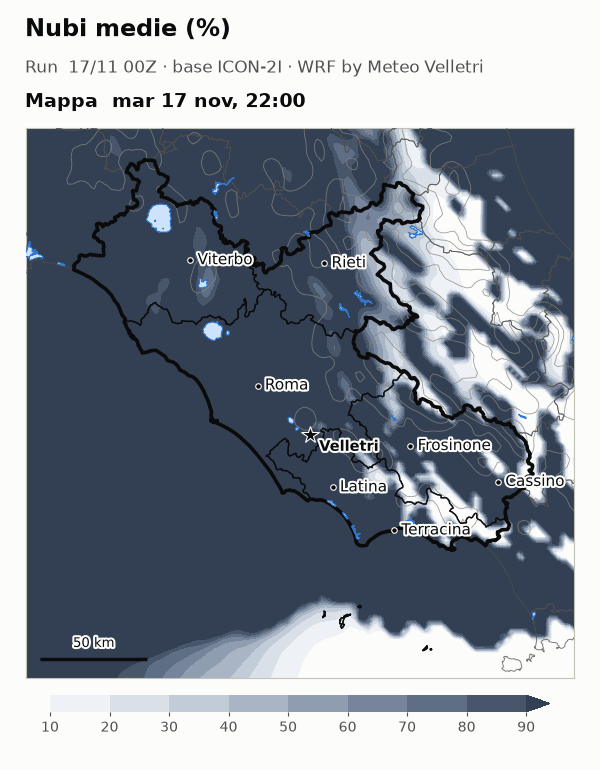 Nubi medie (%)
Run  17/11 00Z · base ICON-2I · WRF by Meteo Velletri
Mappa  mar 17 nov, 22:00
Viterbo
Rieti
Roma
Velletri
Frosinone
Latina
Cassino
Terracina
50 km
10 20 30 40 50 60 70 80 90